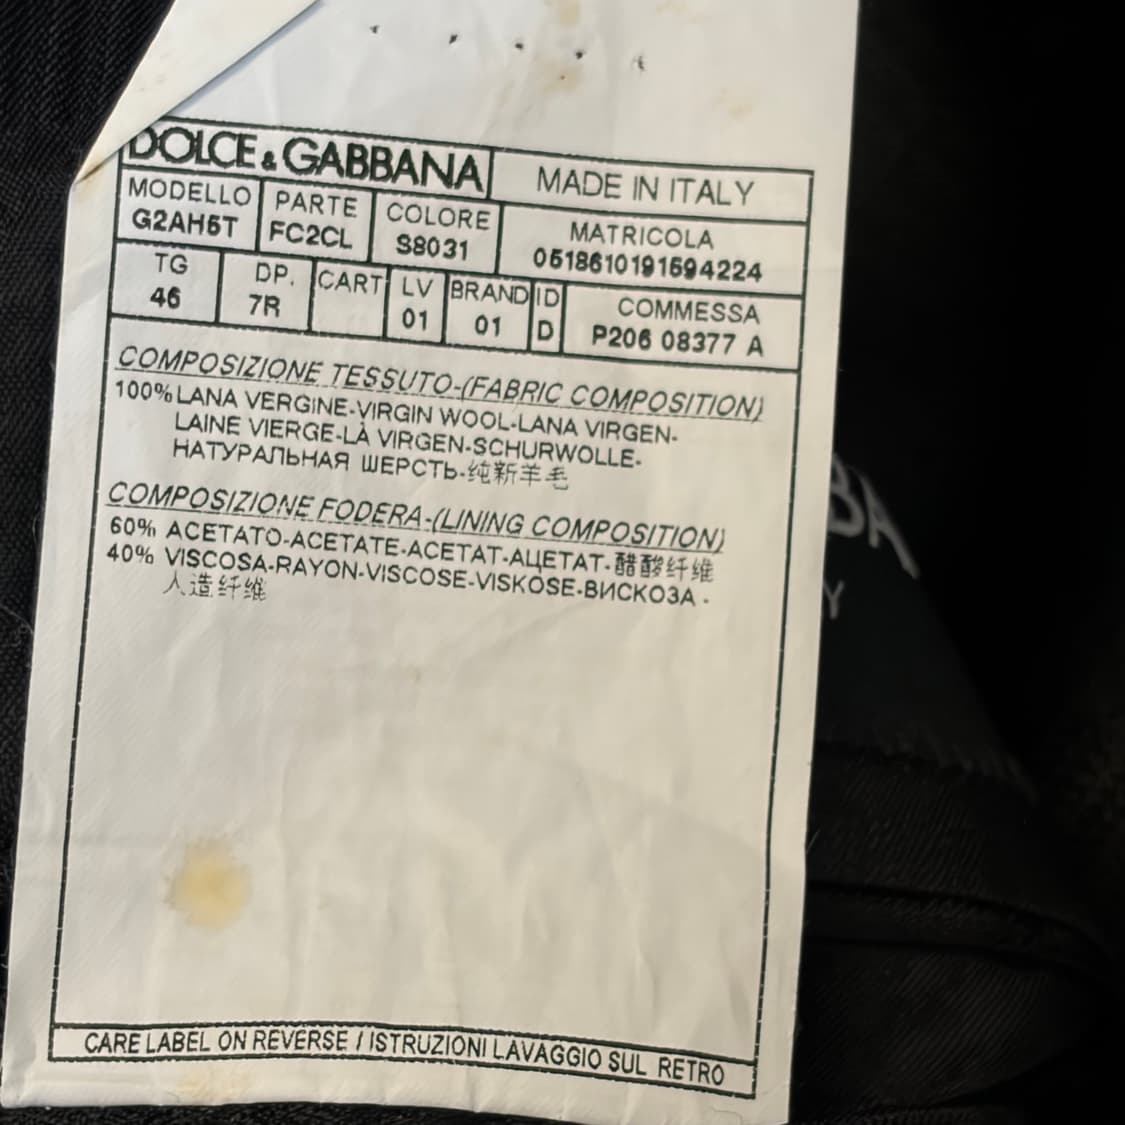 DOLCE & GABBANA
MADE IN ITALY
MODELLO
G2AH5T
PARTE
FC2CL
COLORE
S8031
MATRICOLA
0518610191594224
TG
46
DP.
7R
CART
LV
01
BRAND
01
ID
D
COMMESSA
P206 08377 A
COMPOSIZIONE TESSUTO-(FABRIC COMPOSITION)
100% LANA VERGINE-VIRGIN WOOL-LANA VIRGEN-
LAINE VIERGE-LÀ VIRGEN-SCHURWOLLE-
НАТУРАЛЬНАЯ ШЕРСТЬ-纯新羊毛
COMPOSIZIONE FODERA-(LINING COMPOSITION)
60% ACETATO-ACETATE-ACETAT-АЦЕТАТ-醋酸纤维
40% VISCOSA-RAYON-VISCOSE-VISKOSE-ВИСКОЗА -
人造纤维
CARE LABEL ON REVERSE / ISTRUZIONI LAVAGGIO SUL RETRO